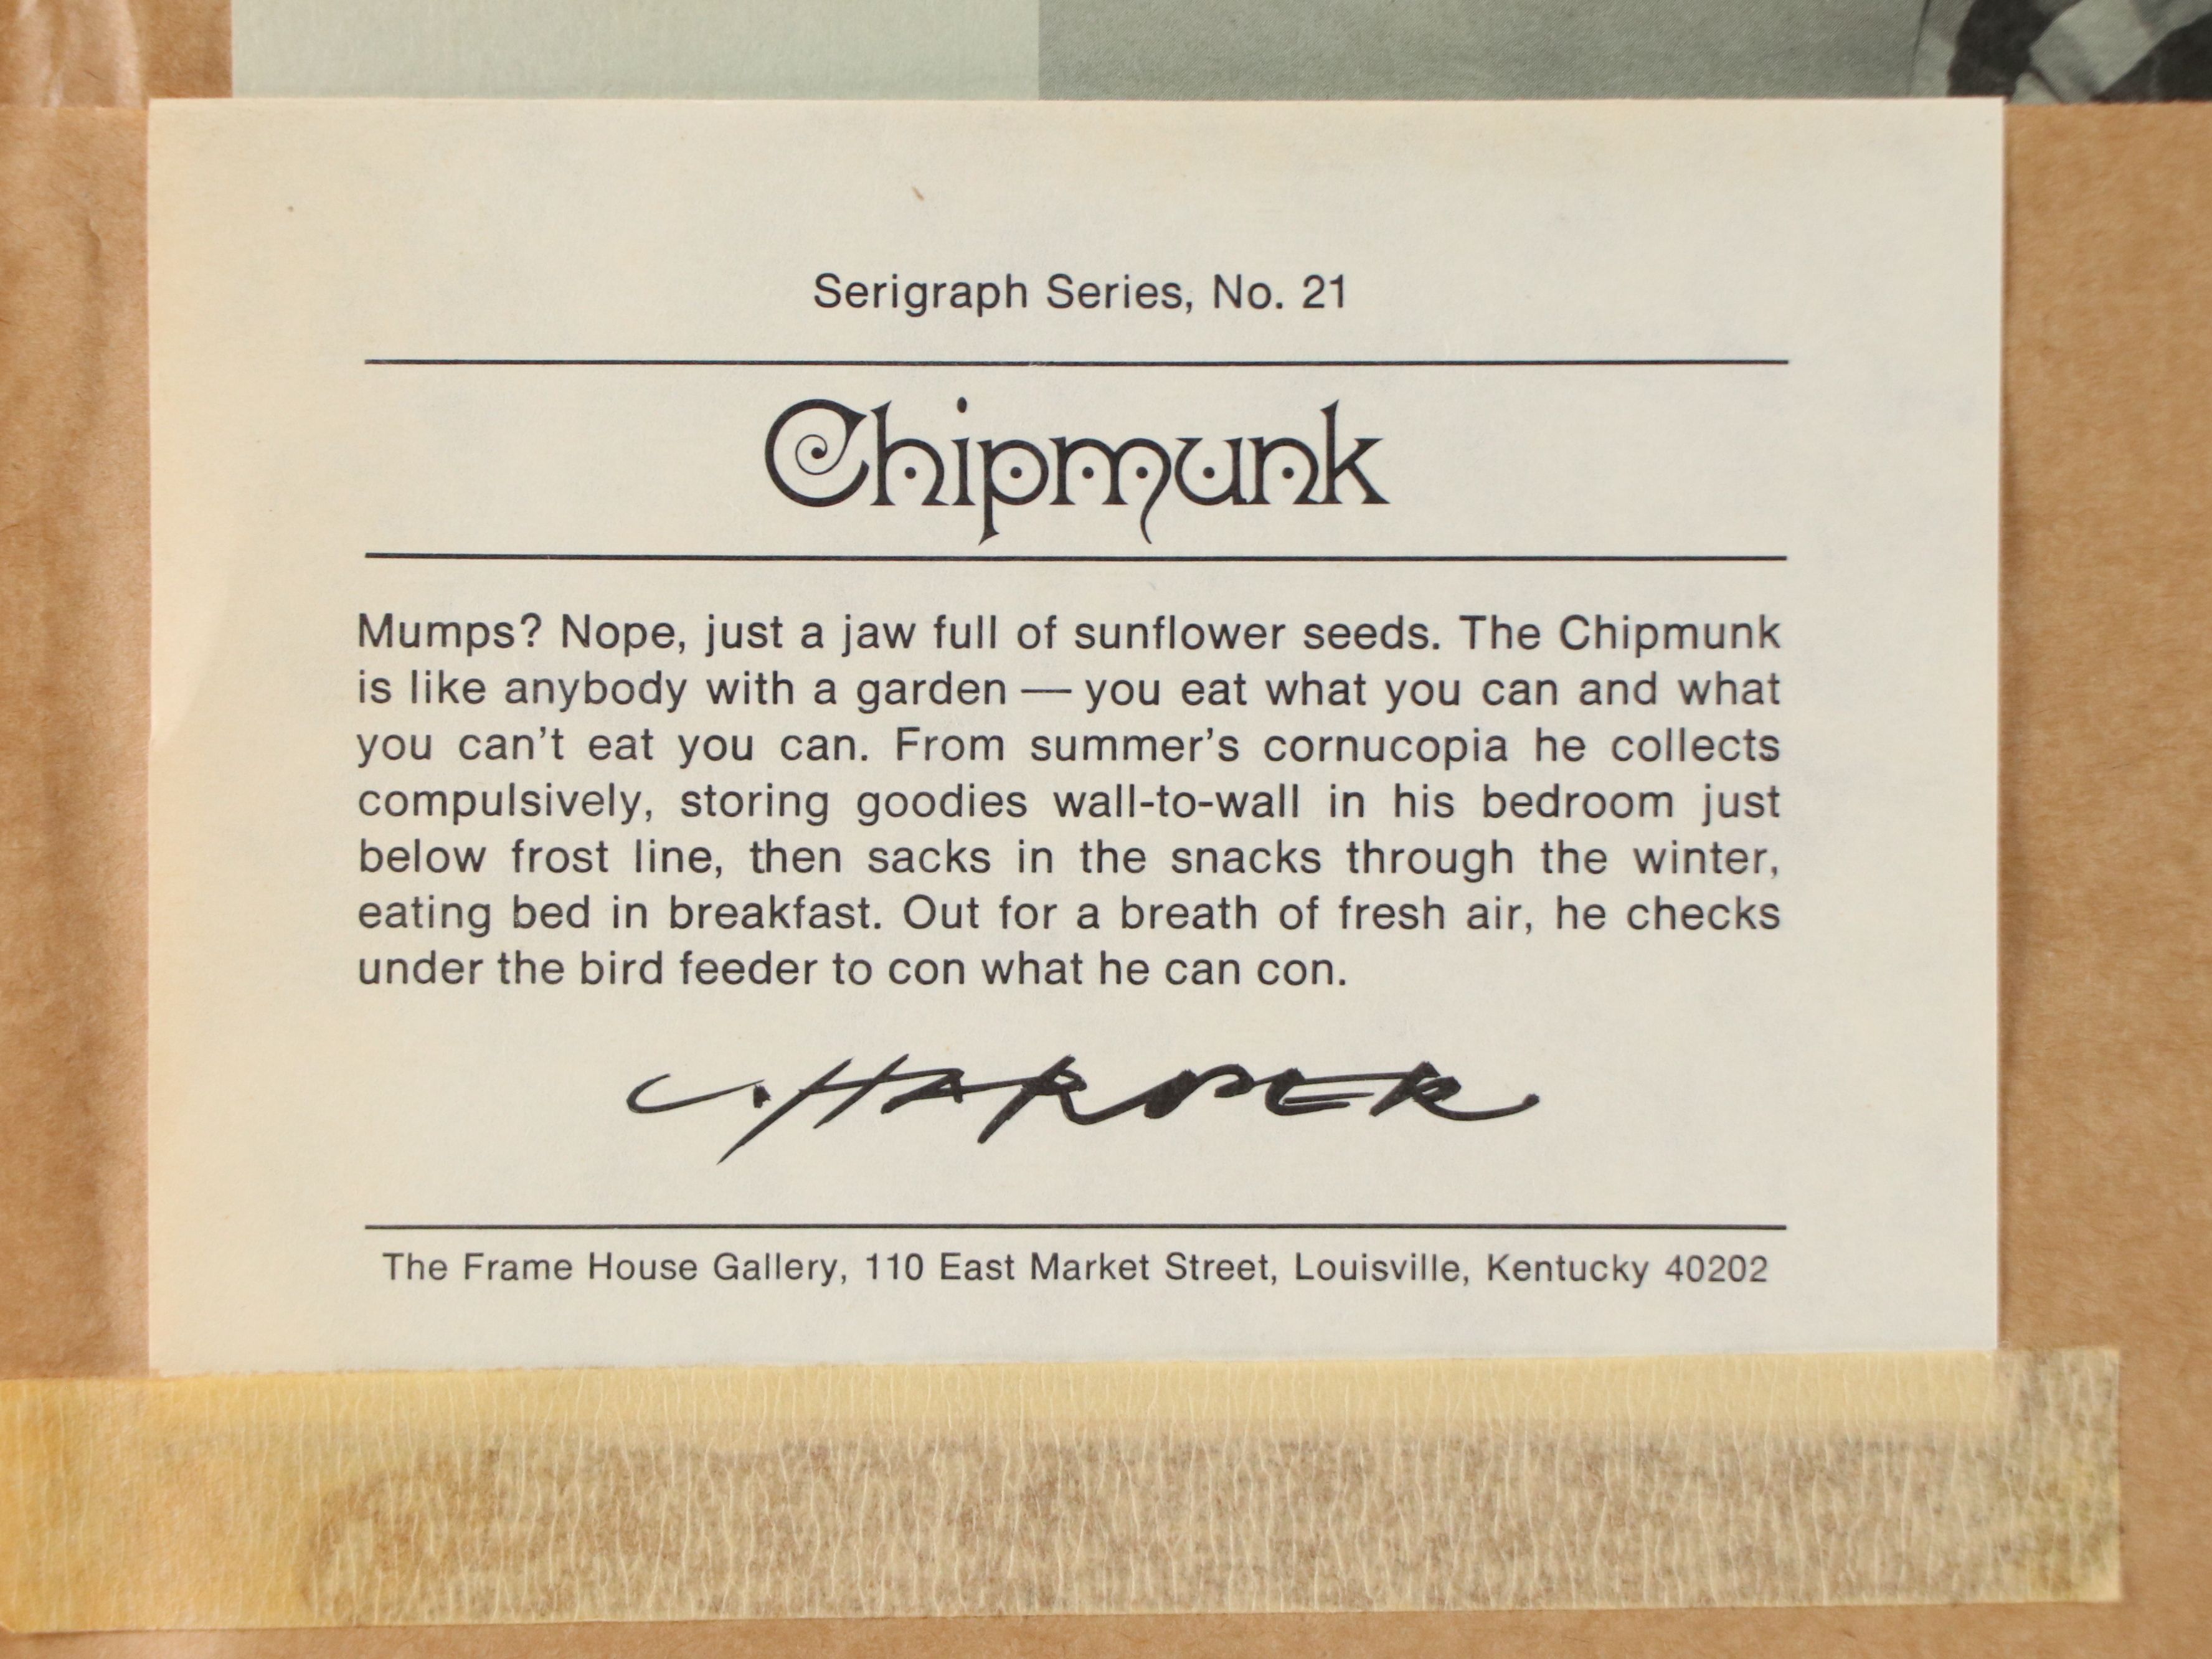 Serigraph Series, No. 21
Chipmunk
Mumps? Nope, just a jaw full of sunflower seeds. The Chipmunk
is like anybody with a garden — you eat what you can and what
you can't eat you can. From summer's cornucopia he collects
compulsively, storing goodies wall-to-wall in his bedroom just
below frost line, then sacks in the snacks through the winter,
eating bed in breakfast. Out for a breath of fresh air, he checks
under the bird feeder to con what he can con.
C. HARPER
The Frame House Gallery, 110 East Market Street, Louisville, Kentucky 40202